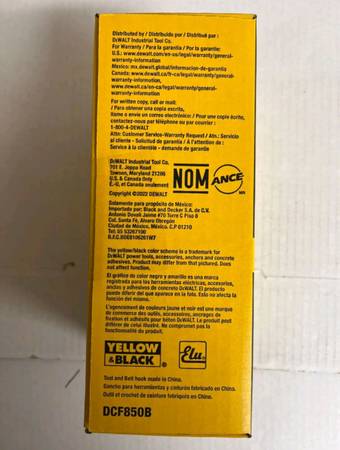 Distributed by / Distribuido por / Distribué par :
DeWALT Industrial Tool Co.
For Warranty / Para la garantía / Por la garantie:
U.S.: www.dewalt.com/en-us/legal/warranty/general-
warranty-information
Mexico: mx.dewalt.global/informacion-de-garantia
Canada: www.dewalt.ca/fr-ca/legal/warranty/general-
warranty-information
www.dewalt.ca/en-ca/legal/warranty/general-
warranty-information
For written copy, call or mail:
/ Para obtener una copia escrita,
llame o envíe un correo electrónico: / Pour une copie écrite,
contactez-nous par téléphone ou par courrier :
1-800-4-DEWALT
Attn: Customer Service-Warranty Request / Atn.: Servicio
al cliente - Solicitud de garantía / À l'attention de :
Service à la clientèle - demande de garantie
DeWALT Industrial Tool Co.
701 E. Joppa Road
Towson, Maryland 21286
U.S. & Canada Only
É.-U. et Canada seulement
Copyright ©2022 DEWALT
NOM ANCE
Solamente para propósito de México:
Importado por: Black and Decker S.A. de C.V.
Antonio Dovali Jaime #70 Torre C Piso 8
Col. Santa Fé, Alvaro Obregón
Ciudad de México, México. C.P 01210
Tel: 55 53267100
R.F.C.BDE8106261W7
The yellow/black color scheme is a trademark for
DeWALT power tools, accessories, anchors and concrete
adhesives. Product may differ from that pictured. Does
not affect function.
El gráfico de color negro y amarillo es una marca
registrada para las herramientas eléctricas, accesorios,
anclas y adhesivos de concreto DeWALT. El producto
puede diferir del que aparece en la foto. Esto no afecta la
función del mismo.
L'agencement de couleurs jaune et noir est une marque
de commerce des outils, accessoires, ancrages de
fixation et adhésifs pour béton DeWALT. Le produit peut
différer de celui illustré. Ne compromet pas la
fonctionnalité du produit.
YELLOW
&BLACK® Elu®
Tool and Belt hook made in China.
Gancho para herramientas y cinturón fabricado en China.
Outil et crochet de ceinture fabriqués en China.
DCF850B